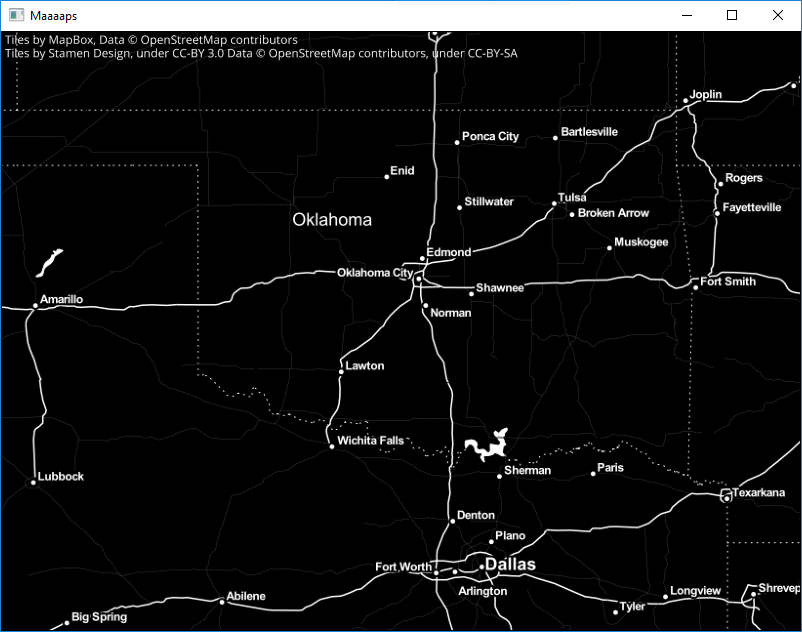 Maaaaps
Tiles by MapBox, Data © OpenStreetMap contributors
Tiles by Stamen Design, under CC-BY 3.0 Data © OpenStreetMap contributors, under CC-BY-SA
Joplin
Ponca City
Bartlesville
Enid
Rogers
Stillwater
Tulsa
Broken Arrow
Fayetteville
Oklahoma
Muskogee
Edmond
Oklahoma City
Shawnee
Fort Smith
Amarillo
Norman
Lawton
Wichita Falls
Sherman
Paris
Lubbock
Texarkana
Denton
Plano
Fort Worth
Dallas
Arlington
Longview
Shrevep
Abilene
Tyler
Big Spring